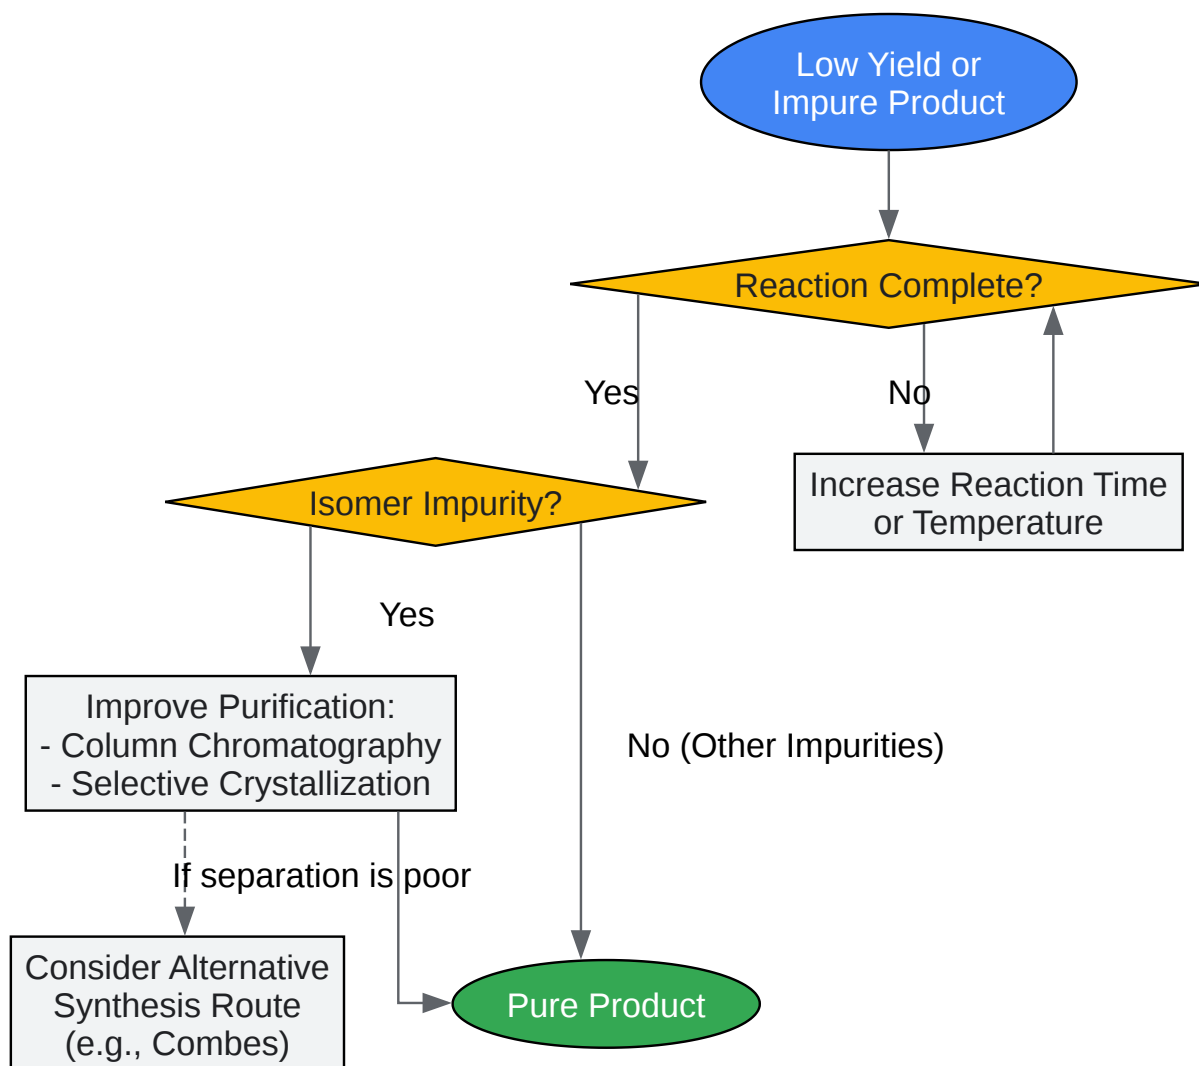 Low Yield or
Impure Product
Reaction Complete?
Yes
No
Increase Reaction Time
or Temperature
Isomer Impurity?
Yes
Improve Purification:
- Column Chromatography
- Selective Crystallization
No (Other Impurities)
If separation is poor
Consider Alternative
Synthesis Route
(e.g., Combes)
Pure Product